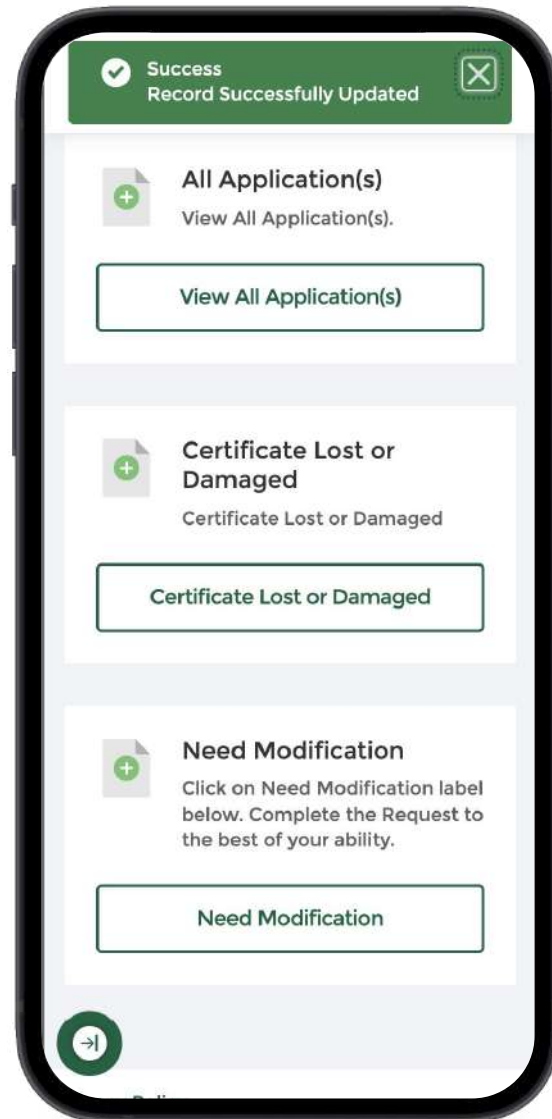 Success
Record Successfully Updated
All Application(s)
View All Application(s).
View All Application(s)
Certificate Lost or
Damaged
Certificate Lost or Damaged
Certificate Lost or Damaged
Need Modification
Click on Need Modification label
below. Complete the Request to
the best of your ability.
Need Modification